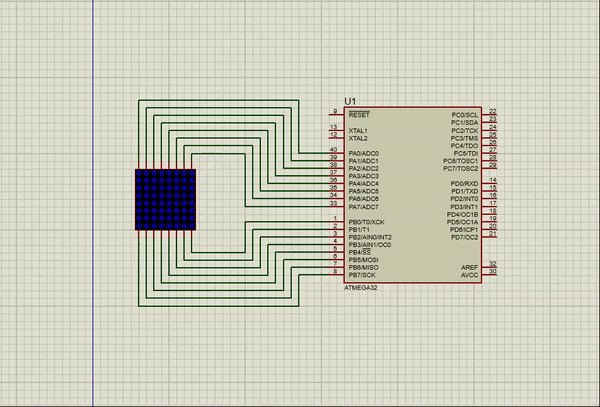 U1
9 RESET PC0/SCL 22
PC1/SDA 23
13 XTAL1 PC2/TCK 24
12 XTAL2 PC3/TMS 25
PC4/TDO 26
40 PA0/ADC0 PC5/TDI 27
39 PA1/ADC1 PC6/TOSC1 28
38 PA2/ADC2 PC7/TOSC2 29
37 PA3/ADC3
36 PA4/ADC4 PD0/RXD 14
35 PA5/ADC5 PD1/TXD 15
34 PA6/ADC6 PD2/INT0 16
33 PA7/ADC7 PD3/INT1 17
PD4/OC1B 18
1 PB0/T0/XCK PD5/OC1A 19
2 PB1/T1 PD6/ICP1 20
3 PB2/AIN0/INT2 PD7/OC2 21
4 PB3/AIN1/OC0
5 PB4/SS
6 PB5/MOSI
7 PB6/MISO AREF 32
8 PB7/SCK AVCC 30
ATMEGA32